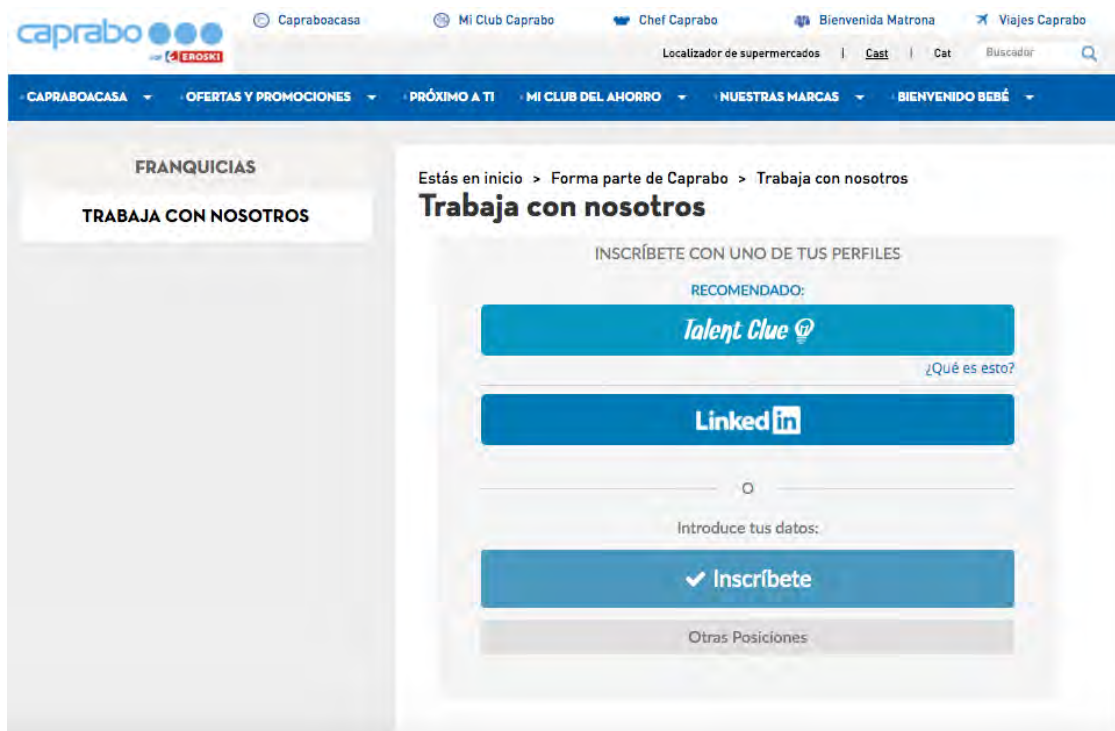 caprabo
con EROSKI
Capraboacasa
Mi Club Caprabo
Chef Caprabo
Bienvenida Matrona
Viajes Caprabo
Localizador de supermercados | Cast | Cat Buscador
CAPRABOACASA
OFERTAS Y PROMOCIONES
PRÓXIMO A TI
MI CLUB DEL AHORRO
NUESTRAS MARCAS
BIENVENIDO BEBÉ
FRANQUICIAS
TRABAJA CON NOSOTROS
Estás en inicio > Forma parte de Caprabo > Trabaja con nosotros
Trabaja con nosotros
INSCRÍBETE CON UNO DE TUS PERFILES
RECOMENDADO:
Talent Clue
¿Qué es esto?
Linked in
O
Introduce tus datos:
Inscríbete
Otras Posiciones